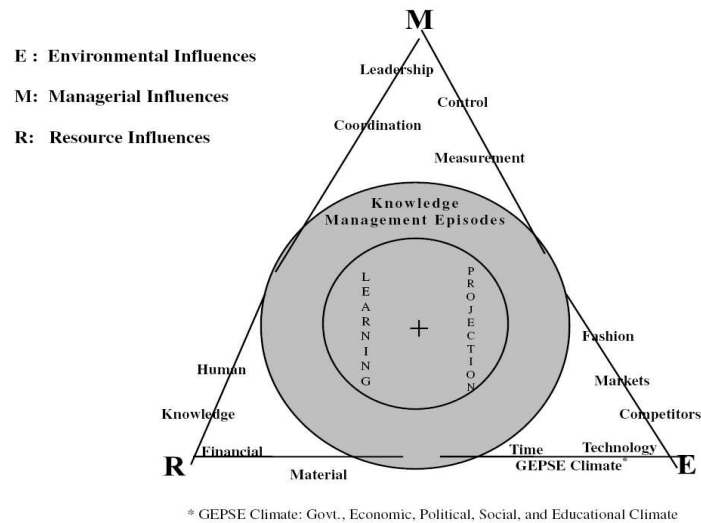 M
E : Environmental Influences
Leadership
M: Managerial Influences
Control
Coordination
R: Resource Influences
Measurement
Knowledge
Management Episodes
LEARNING
+
PROJECTION
Fashion
Human
Markets
Knowledge
Competitors
Financial
Time
Technology
R
Material
GEPSE Climate*
E
* GEPSE Climate: Govt., Economic, Political, Social, and Educational Climate